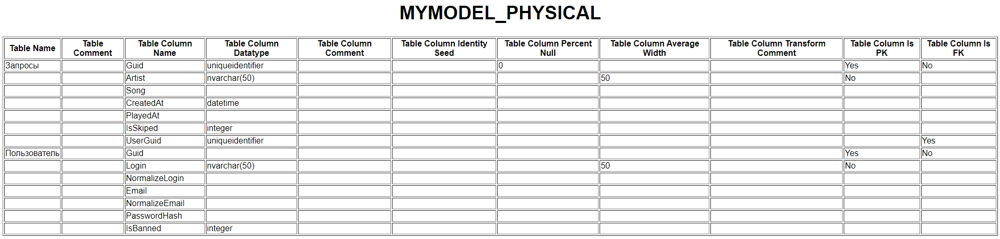 MYMODEL_PHYSICAL
Table Name Table Comment Table Column Name Table Column Datatype Table Column Comment Table Column Identity Seed Table Column Percent Null Table Column Average Width Table Column Transform Comment Table Column Is PK Table Column Is FK
Запросы Guid uniqueidentifier 0 Yes No
Artist nvarchar(50) 50 No
Song
CreatedAt datetime
PlayedAt
IsSkiped integer
UserGuid uniqueidentifier Yes
Пользователь Guid Yes No
Login nvarchar(50) 50 No
NormalizeLogin
Email
NormalizeEmail
PasswordHash
IsBanned integer